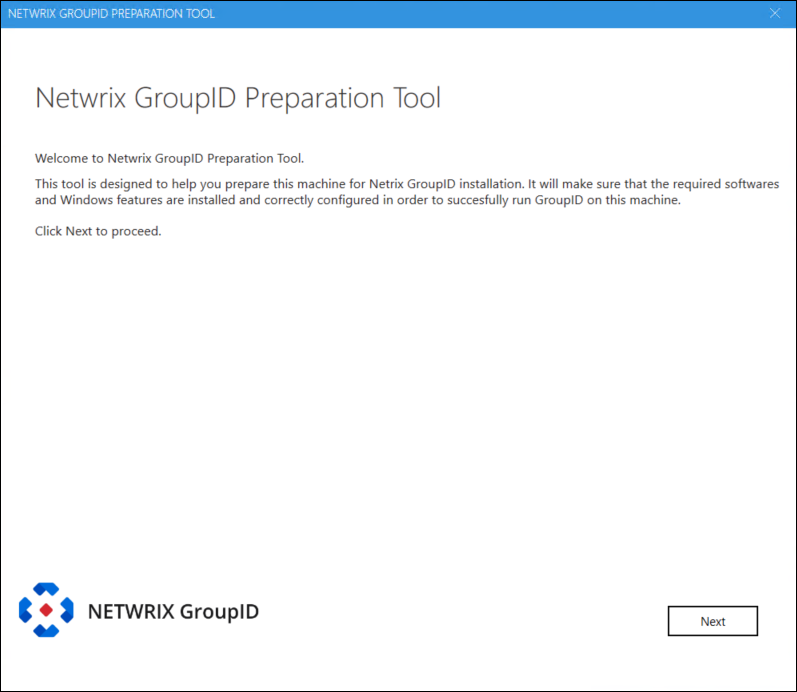 NETWRIX GROUPID PREPARATION TOOL
Netwrix GroupID Preparation Tool
Welcome to Netwrix GroupID Preparation Tool.
This tool is designed to help you prepare this machine for Netrix GroupID installation. It will make sure that the required softwares
and Windows features are installed and correctly configured in order to succesfully run GroupID on this machine.
Click Next to proceed.
NETWRIX GroupID
Next